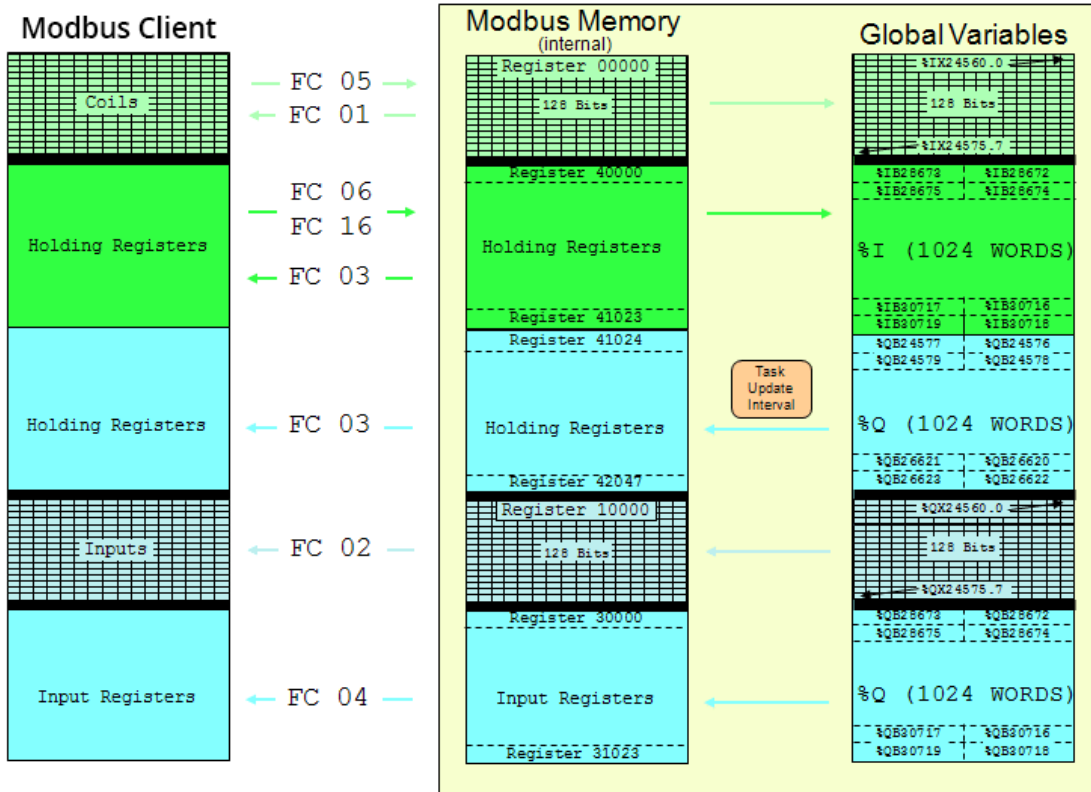 Modbus Client
Coils
Holding Registers
Holding Registers
Inputs
Input Registers
FC 05
FC 01
FC 06
FC 16
FC 03
FC 03
FC 02
FC 04
Modbus Memory
(internal)
Register 00000
128 Bits
Register 40000
Holding Registers
Register 41023
Register 41024
Holding Registers
Register 42047
Register 10000
128 Bits
Register 30000
Input Registers
Register 31023
Task
Update
Interval
Global Variables
%IX24560.0
128 Bits
%IX24575.7
%IB28673 %IB28672
%IB28675 %IB28674
%I (1024 WORDS)
%IB30717 %IB30716
%IB30719 %IB30718
%QB24577 %QB24576
%QB24579 %QB24578
%Q (1024 WORDS)
%QB26621 %QB26620
%QB26623 %QB26622
%QX24560.0
128 Bits
%QX24575.7
%QB28673 %QB28672
%QB28675 %QB28674
%Q (1024 WORDS)
%QB30717 %QB30716
%QB30719 %QB30718